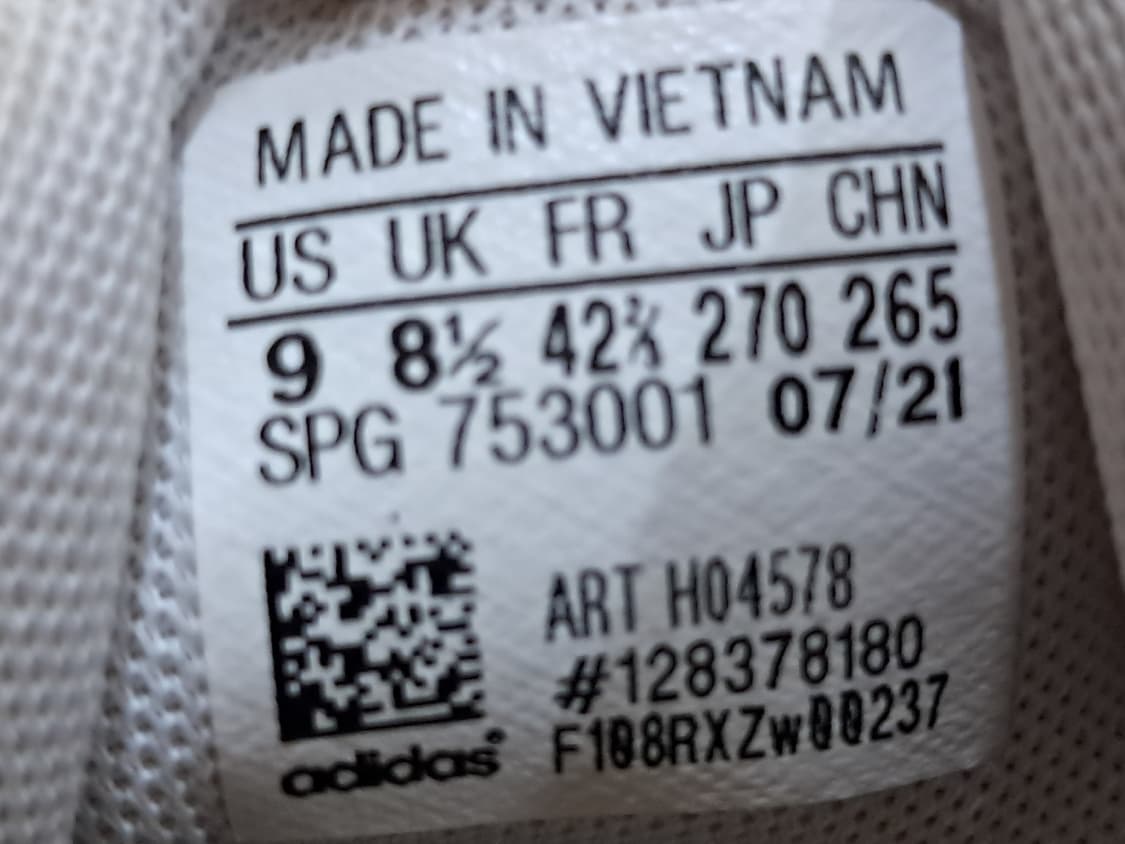 MADE IN VIETNAM
US UK FR JP CHN
9 8½ 42⅔ 270 265
SPG 753001 07/21
ART H04578
#128378180
F108RXZw00237
adidas